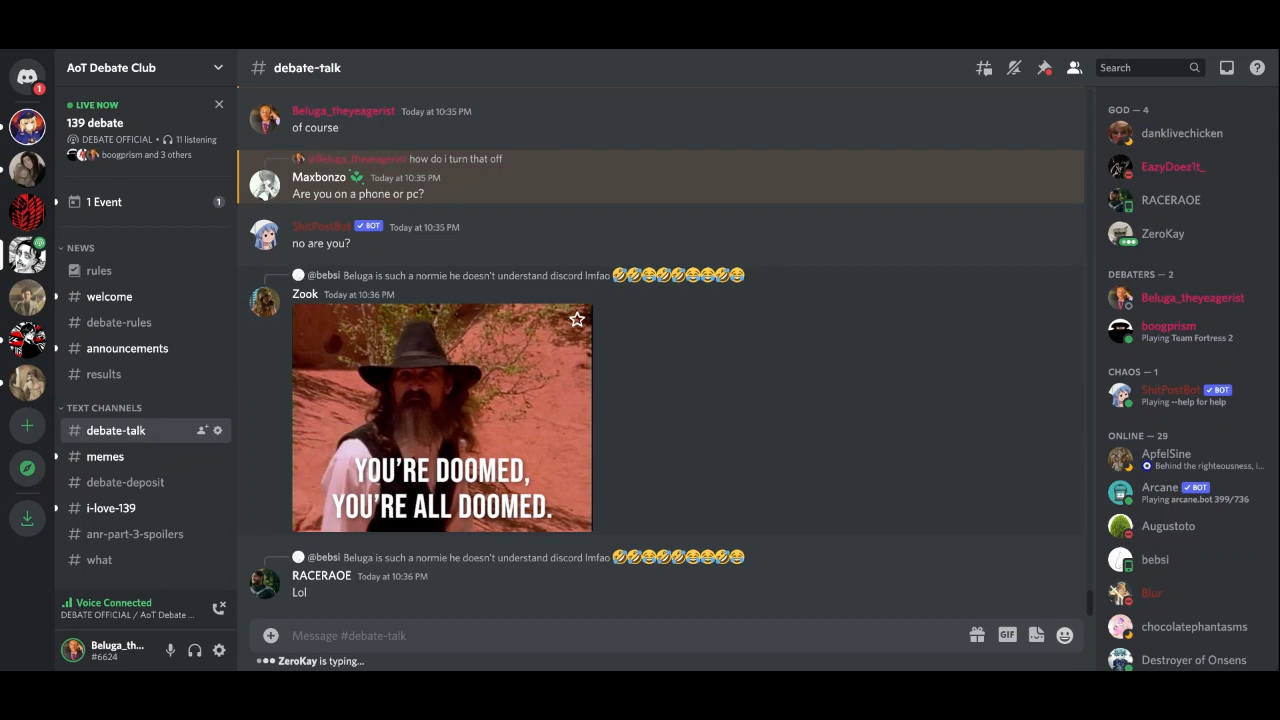 1
AoT Debate Club
LIVE NOW
139 debate
DEBATE OFFICIAL • 11 listening
boogprism and 3 others
1 Event
1
NEWS
rules
welcome
debate-rules
announcements
results
TEXT CHANNELS
debate-talk
memes
debate-deposit
i-love-139
anr-part-3-spoilers
what
Voice Connected
DEBATE OFFICIAL / AoT Debate ...
Beluga_th...
#6624
# debate-talk
Search
Beluga_theyeagerist Today at 10:35 PM
of course
@Beluga_theyeagerist how do i turn that off
Maxbonzo Today at 10:35 PM
Are you on a phone or pc?
ShitPostBot BOT Today at 10:35 PM
no are you?
@bebsi Beluga is such a normie he doesn't understand discord lmfao 🤣🤣😂🤣🤣😂😂🤣😂
Zook Today at 10:36 PM
YOU'RE DOOMED,
YOU'RE ALL DOOMED.
@bebsi Beluga is such a normie he doesn't understand discord lmfao 🤣🤣😂🤣🤣😂😂🤣😂
RACERAOE Today at 10:36 PM
Lol
Message #debate-talk
GIF
ZeroKay is typing...
GOD — 4
danklivechicken
EazyDoez1t_
RACERAOE
ZeroKay
DEBATERS — 2
Beluga_theyeagerist
boogprism
Playing Team Fortress 2
CHAOS — 1
ShitPostBot BOT
Playing --help for help
ONLINE — 29
ApfelSine
Behind the righteousness, i...
Arcane BOT
Playing arcane.bot 399/736
Augustoto
bebsi
Blur
chocolatephantasms
Destroyer of Onsens